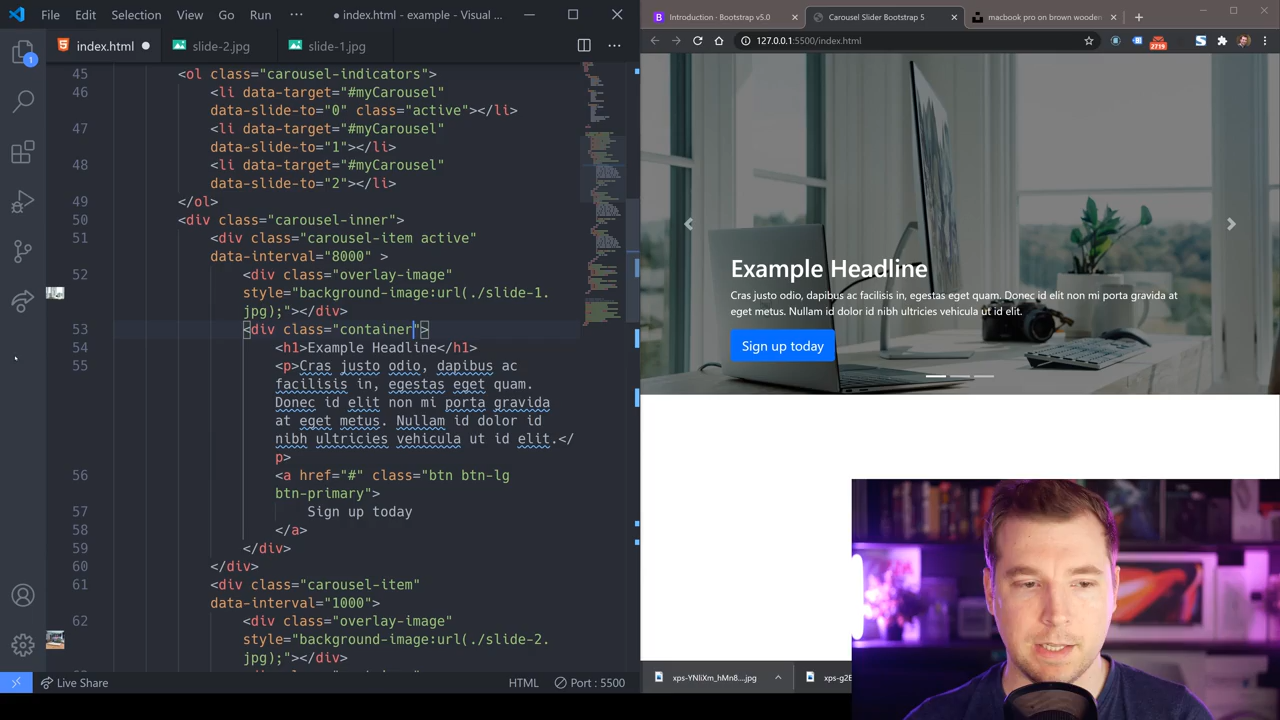 File Edit Selection View Go Run ··· ● index.html - example - Visual ...
index.html ● slide-2.jpg slide-1.jpg ···
45 <ol class="carousel-indicators">
46 <li data-target="#myCarousel"
data-slide-to="0" class="active"></li>
47 <li data-target="#myCarousel"
data-slide-to="1"></li>
48 <li data-target="#myCarousel"
data-slide-to="2"></li>
49 </ol>
50 <div class="carousel-inner">
51 <div class="carousel-item active"
data-interval="8000" >
52 <div class="overlay-image"
style="background-image:url(./slide-1.
jpg);"></div>
53 <div class="container">
54 <h1>Example Headline</h1>
55 <p>Cras justo odio, dapibus ac
facilisis in, egestas eget quam.
Donec id elit non mi porta gravida
at eget metus. Nullam id dolor id
nibh ultricies vehicula ut id elit.</
p>
56 <a href="#" class="btn btn-lg
btn-primary">
57 Sign up today
58 </a>
59 </div>
60 </div>
61 <div class="carousel-item"
data-interval="1000">
62 <div class="overlay-image"
style="background-image:url(./slide-2.
jpg);"></div>
1
Live Share HTML Port : 5500
B Introduction · Bootstrap v5.0 Carousel Slider Bootstrap 5 macbook pro on brown wooden
127.0.0.1:5500/index.html 2719 S
Example Headline
Cras justo odio, dapibus ac facilisis in, egestas eget quam. Donec id elit non mi porta gravida at
eget metus. Nullam id dolor id nibh ultricies vehicula ut id elit.
Sign up today
xps-YNliXm_hMn8....jpg